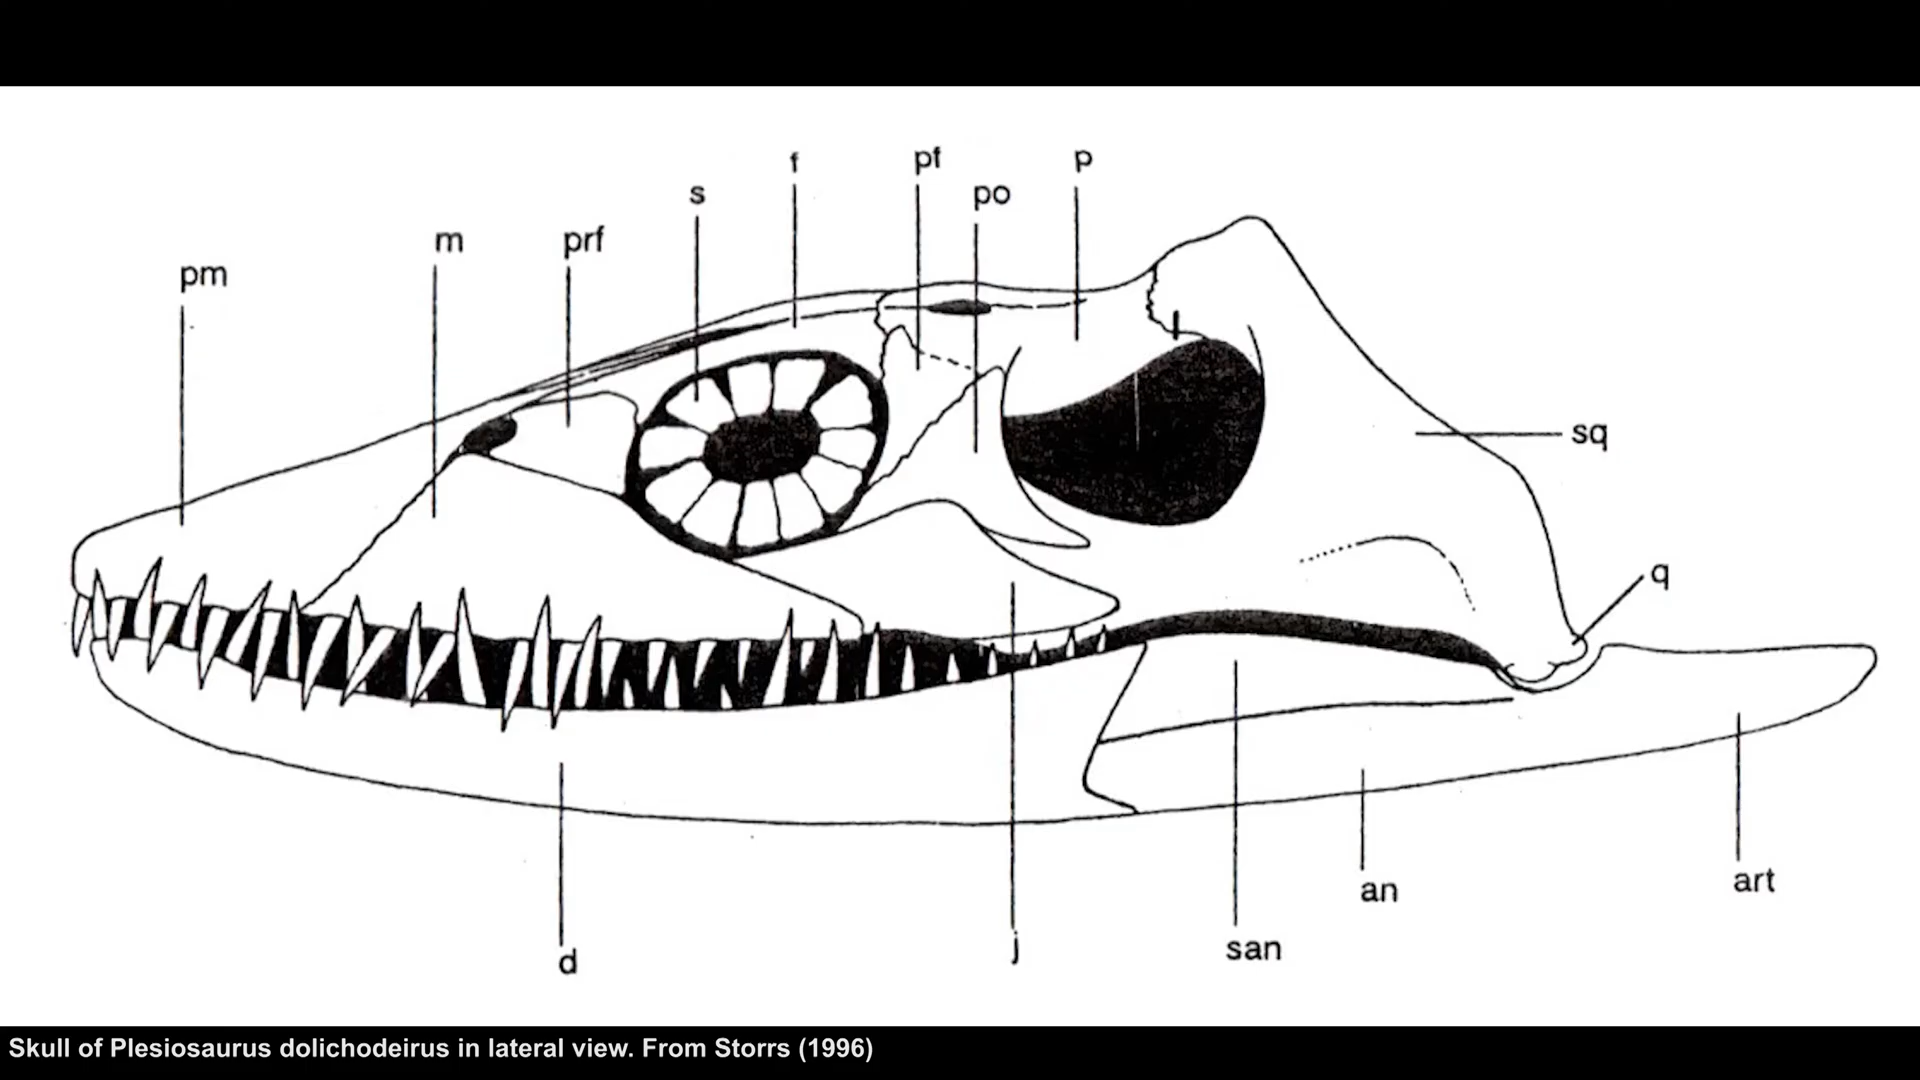 f
pf
p
s
po
m
prf
pm
sq
q
art
an
san
j
d
Skull of Plesiosaurus dolichodeirus in lateral view. From Storrs (1996)